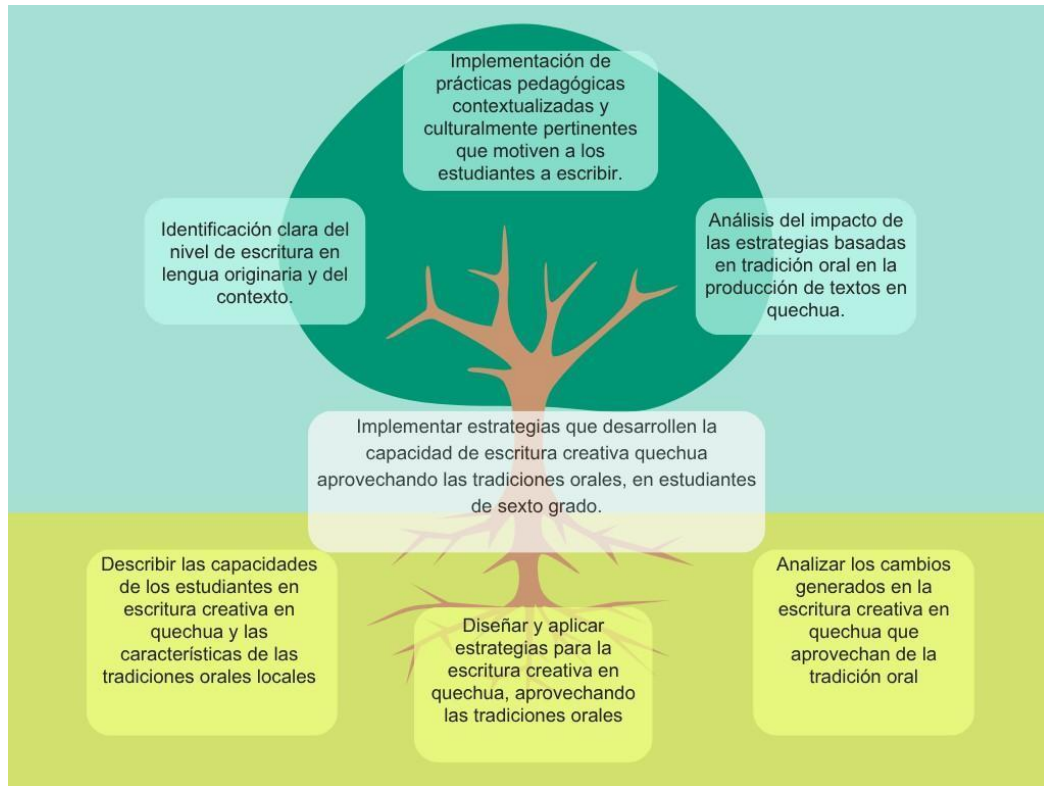 Implementación de
prácticas pedagógicas
contextualizadas y
culturalmente pertinentes
que motiven a los
estudiantes a escribir.
Identificación clara del
nivel de escritura en
lengua originaria y del
contexto.
Análisis del impacto de
las estrategias basadas
en tradición oral en la
producción de textos en
quechua.
Implementar estrategias que desarrollen la
capacidad de escritura creativa quechua
aprovechando las tradiciones orales, en estudiantes
de sexto grado.
Describir las capacidades
de los estudiantes en
escritura creativa en
quechua y las
características de las
tradiciones orales locales
Diseñar y aplicar
estrategias para la
escritura creativa en
quechua, aprovechando
las tradiciones orales
Analizar los cambios
generados en la
escritura creativa en
quechua que
aprovechan de la
tradición oral